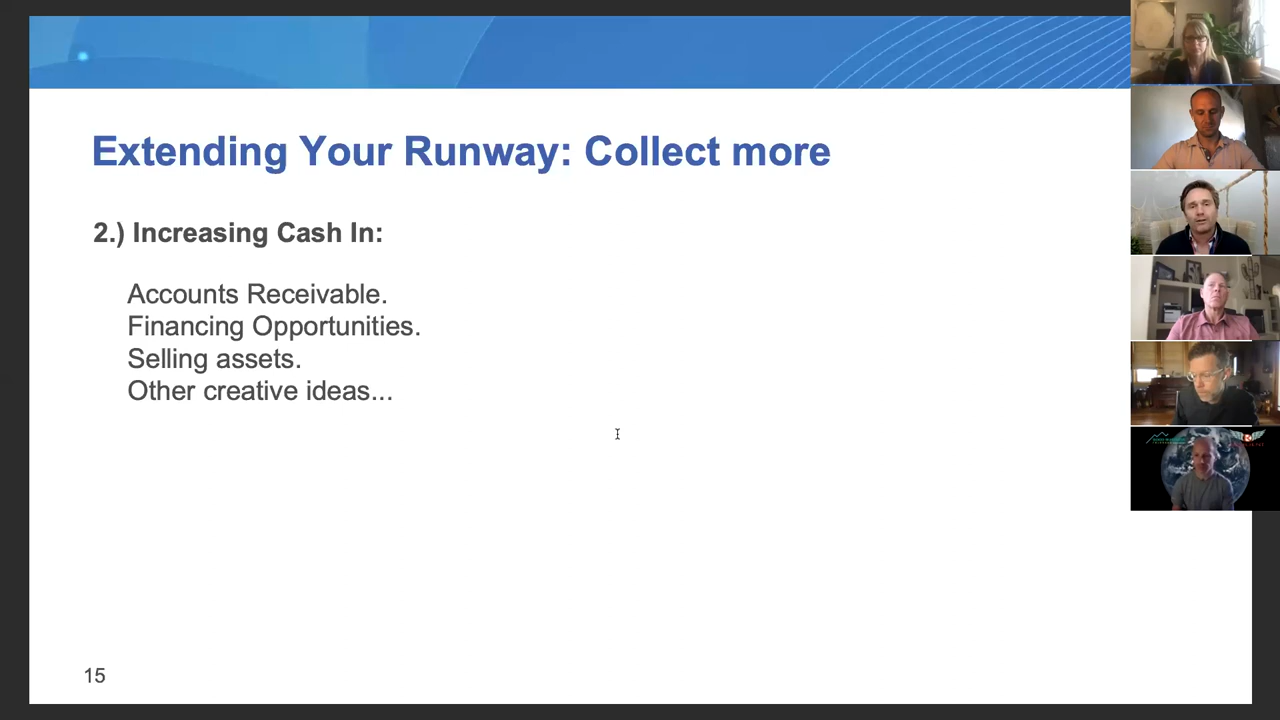 Extending Your Runway: Collect more
2.) Increasing Cash In:
Accounts Receivable.
Financing Opportunities.
Selling assets.
Other creative ideas...
15